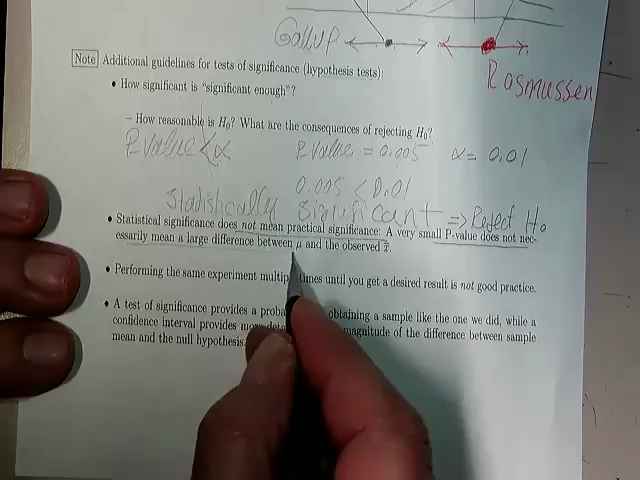 Gallup
Rasmussen
Note Additional guidelines for tests of significance (hypothesis tests):
• How significant is “significant enough”?
– How reasonable is H₀? What are the consequences of rejecting H₀?
P value < α P value = 0.005 α = 0.01
0.005 < 0.01
Statistically significant ⇒ Reject H₀
• Statistical significance does not mean practical significance: A very small P-value does not nec-
essarily mean a large difference between μ and the observed x̄.
• Performing the same experiment multip times until you get a desired result is not good practice.
• A test of significance provides a proba obtaining a sample like the one we did, while a
confidence interval provides magnitude of the difference between sample
mean and the null hypothesis.